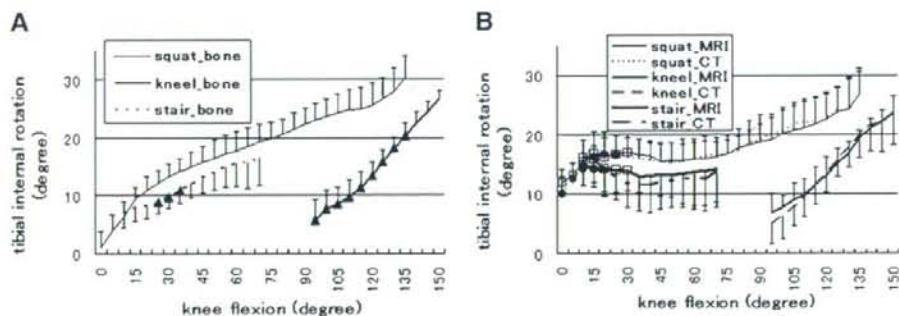 A
squat_bone
kneel_bone
stair_bone
tibial internal rotation
(degree)
30
20
10
0
0 15 30 45 60 75 90 105 120 135 150
knee flexion (degree)
B
squat_MRI
squat_CT
kneel_MRI
kneel_CT
stair_MRI
stair_CT
tibial internal rotation
(degree)
30
20
10
0
0 15 30 45 60 75 90 105 120 135 150
knee flexion (degree)